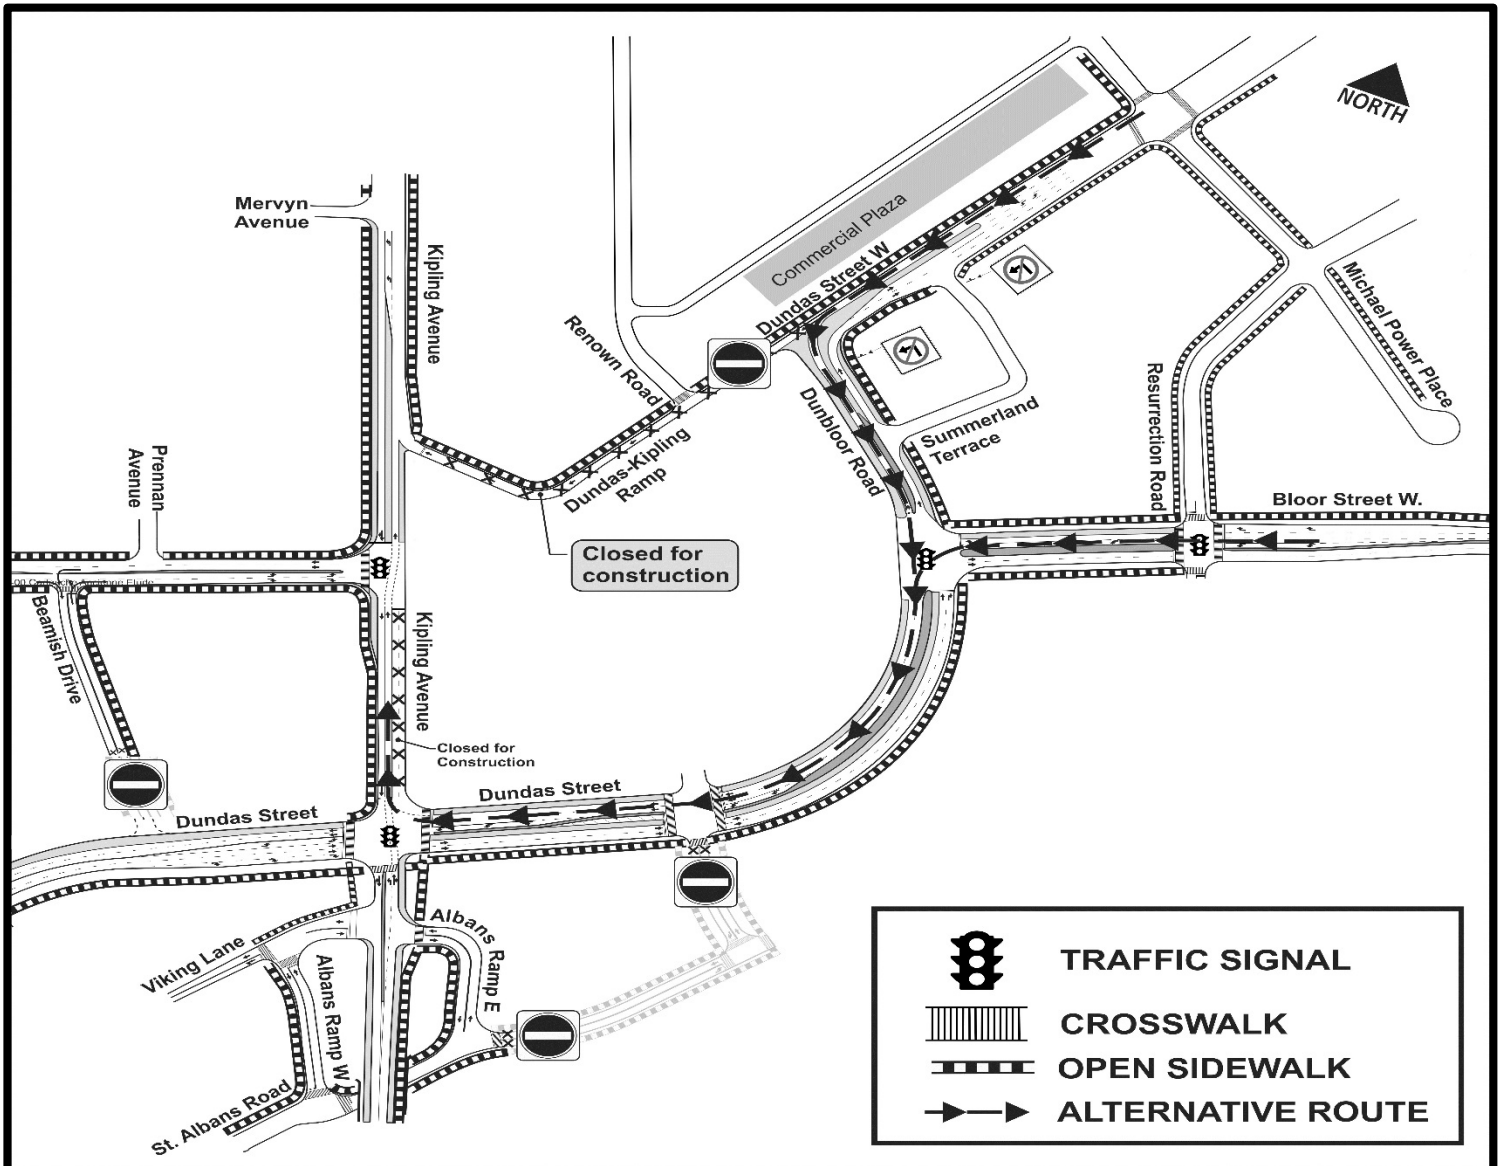 NORTH
Mervyn
Avenue
Kipling Avenue
Commercial Plaza
Dundas Street W
Renown Road
Michael Power Place
Dunbloor Road
Summerland
Terrace
Resurrection Road
Dundas-Kipling
Ramp
Prennan
Avenue
Bloor Street W.
Closed for
construction
Beamish Drive
Kipling Avenue
Closed for
Construction
Dundas Street
Dundas Street
Albans
Ramp E
Viking Lane
Albans Ramp W
St. Albans Road
TRAFFIC SIGNAL
CROSSWALK
OPEN SIDEWALK
ALTERNATIVE ROUTE